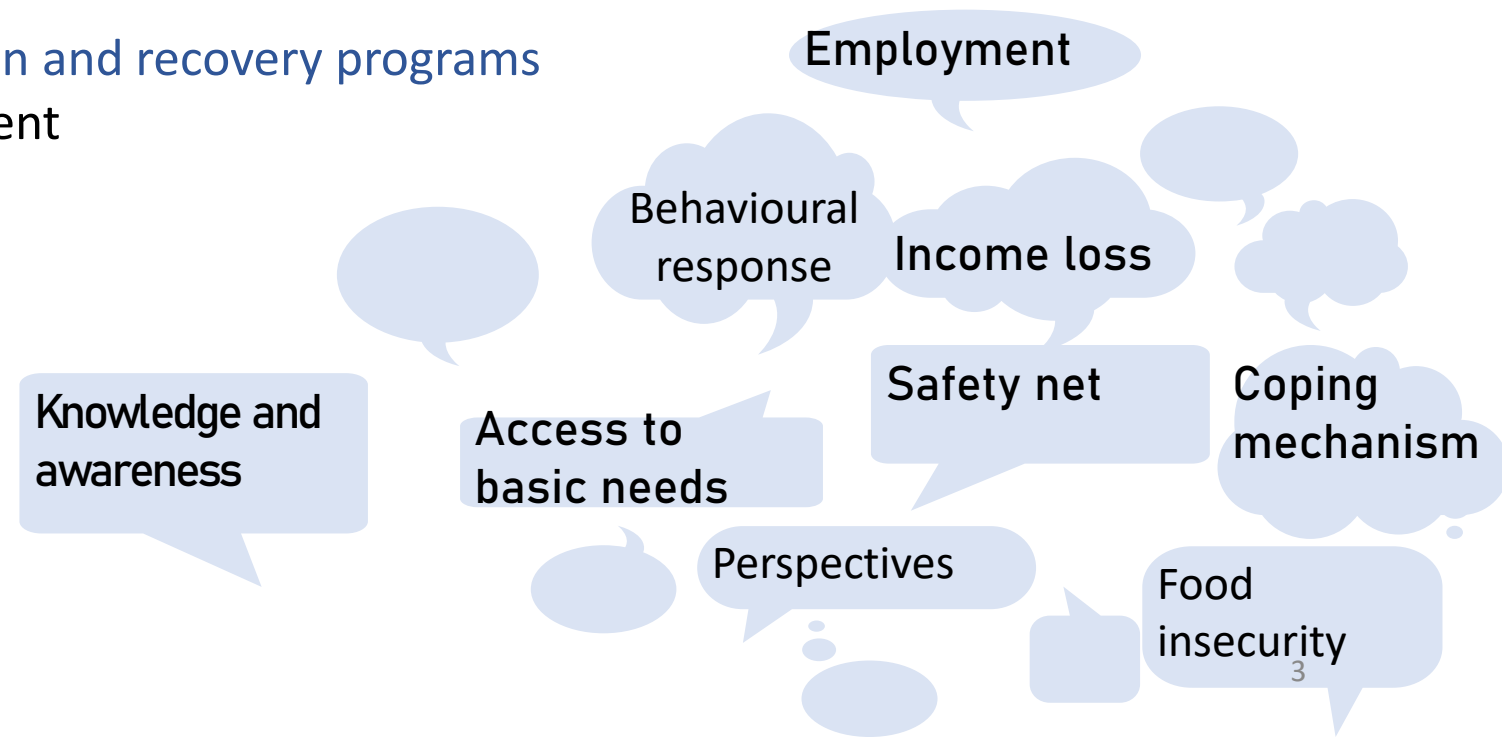 n and recovery programs
ent
Employment
Behavioural
response
Income loss
Safety net
Coping
mechanism
Knowledge and
awareness
Access to
basic needs
Perspectives
Food
insecurity
3